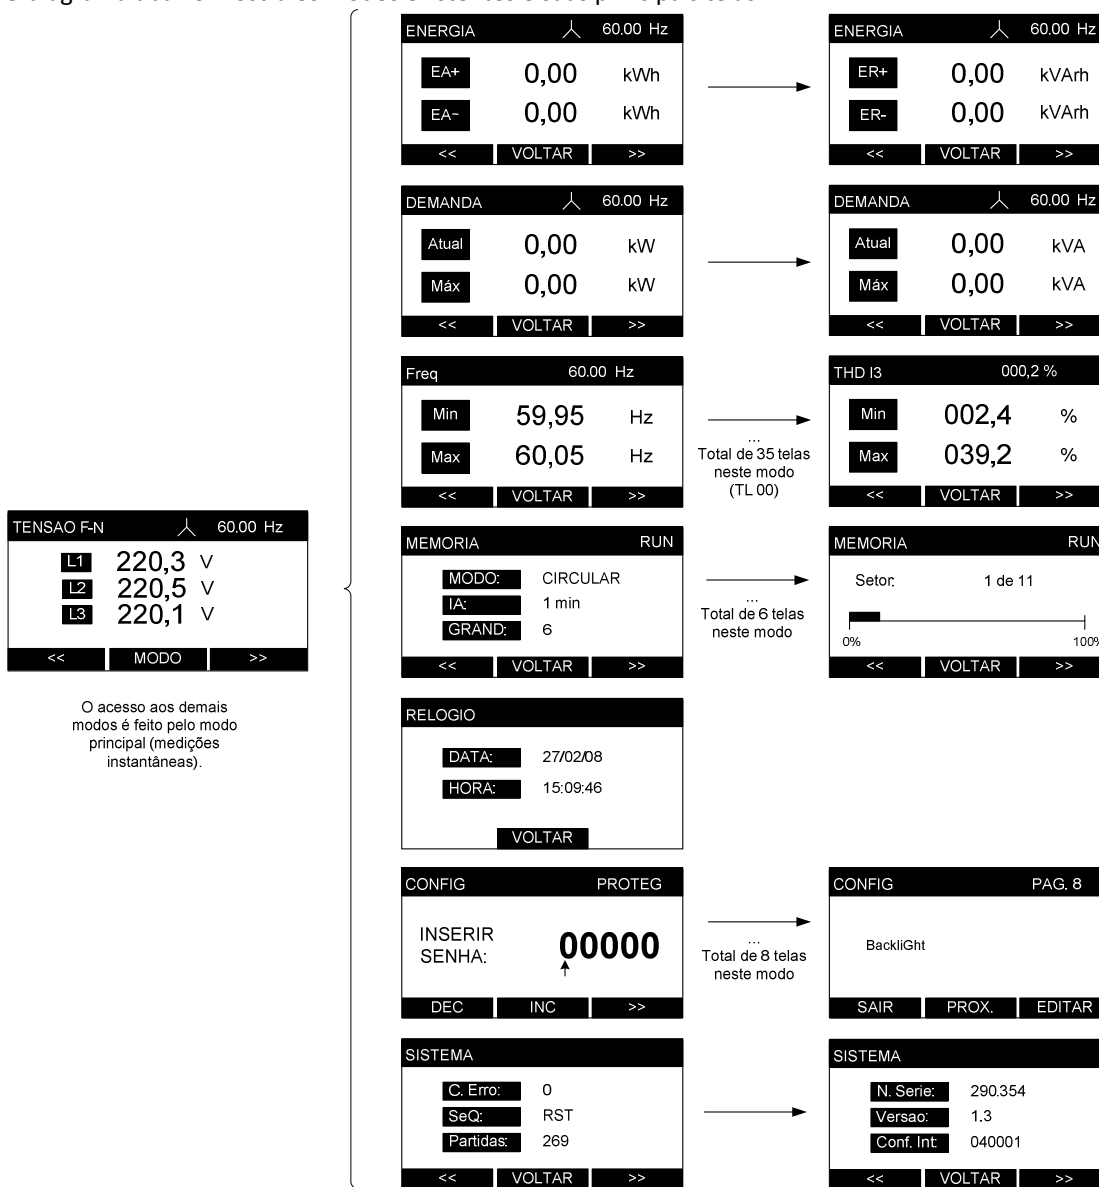 ENERGIA 60.00 Hz
EA+ 0,00 kWh
EA- 0,00 kWh
<< VOLTAR >>
ENERGIA 60.00 Hz
ER+ 0,00 kVArh
ER- 0,00 kVArh
<< VOLTAR >>
DEMANDA 60.00 Hz
Atual 0,00 kW
Máx 0,00 kW
<< VOLTAR >>
DEMANDA 60.00 Hz
Atual 0,00 kVA
Máx 0,00 kVA
<< VOLTAR >>
Freq 60.00 Hz
Min 59,95 Hz
Max 60,05 Hz
<< VOLTAR >>
...
Total de 35 telas
neste modo
(TL 00)
THD I3 000,2 %
Min 002,4 %
Max 039,2 %
<< VOLTAR >>
TENSAO F-N 60.00 Hz
L1 220,3 V
L2 220,5 V
L3 220,1 V
<< MODO >>
O acesso aos demais
modos é feito pelo modo
principal (medições
instantâneas).
MEMORIA RUN
MODO: CIRCULAR
IA: 1 min
GRAND: 6
<< VOLTAR >>
...
Total de 6 telas
neste modo
MEMORIA RUN
Setor: 1 de 11
0% 100%
<< VOLTAR >>
RELOGIO
DATA: 27/02/08
HORA: 15:09:46
VOLTAR
CONFIG PROTEG
INSERIR
SENHA: 00000
DEC INC >>
...
Total de 8 telas
neste modo
CONFIG PAG. 8
BackliGht
SAIR PROX. EDITAR
SISTEMA
C. Erro: 0
SeQ: RST
Partidas: 269
<< VOLTAR >>
SISTEMA
N. Serie: 290.354
Versao: 1.3
Conf. Int: 040001
<< VOLTAR >>